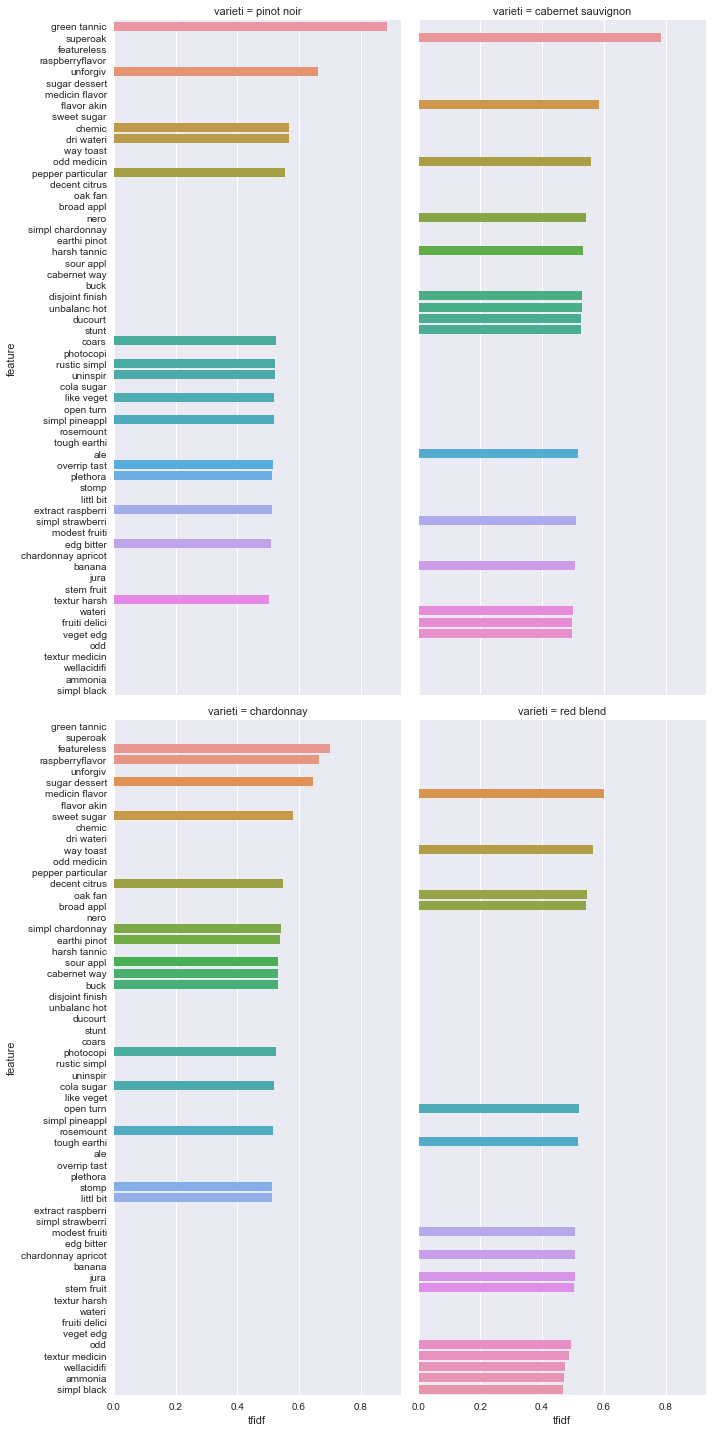 varieti = pinot noir
varieti = cabernet sauvignon
feature
green tannic
superoak
featureless
raspberryflavor
unforgiv
sugar dessert
medicin flavor
flavor akin
sweet sugar
chemic
dri wateri
way toast
odd medicin
pepper particular
decent citrus
oak fan
broad appl
nero
simpl chardonnay
earthi pinot
harsh tannic
sour appl
cabernet way
buck
disjoint finish
unbalanc hot
ducourt
stunt
coars
photocopi
rustic simpl
uninspir
cola sugar
like veget
open turn
simpl pineappl
rosemount
tough earthi
ale
overrip tast
plethora
stomp
littl bit
extract raspberri
simpl strawberri
modest fruiti
edg bitter
chardonnay apricot
banana
jura
stem fruit
textur harsh
wateri
fruiti delici
veget edg
odd
textur medicin
wellacidifi
ammonia
simpl black
varieti = chardonnay
varieti = red blend
feature
green tannic
superoak
featureless
raspberryflavor
unforgiv
sugar dessert
medicin flavor
flavor akin
sweet sugar
chemic
dri wateri
way toast
odd medicin
pepper particular
decent citrus
oak fan
broad appl
nero
simpl chardonnay
earthi pinot
harsh tannic
sour appl
cabernet way
buck
disjoint finish
unbalanc hot
ducourt
stunt
coars
photocopi
rustic simpl
uninspir
cola sugar
like veget
open turn
simpl pineappl
rosemount
tough earthi
ale
overrip tast
plethora
stomp
littl bit
extract raspberri
simpl strawberri
modest fruiti
edg bitter
chardonnay apricot
banana
jura
stem fruit
textur harsh
wateri
fruiti delici
veget edg
odd
textur medicin
wellacidifi
ammonia
simpl black
0.0 0.2 0.4 0.6 0.8
0.0 0.2 0.4 0.6 0.8
tfidf
tfidf